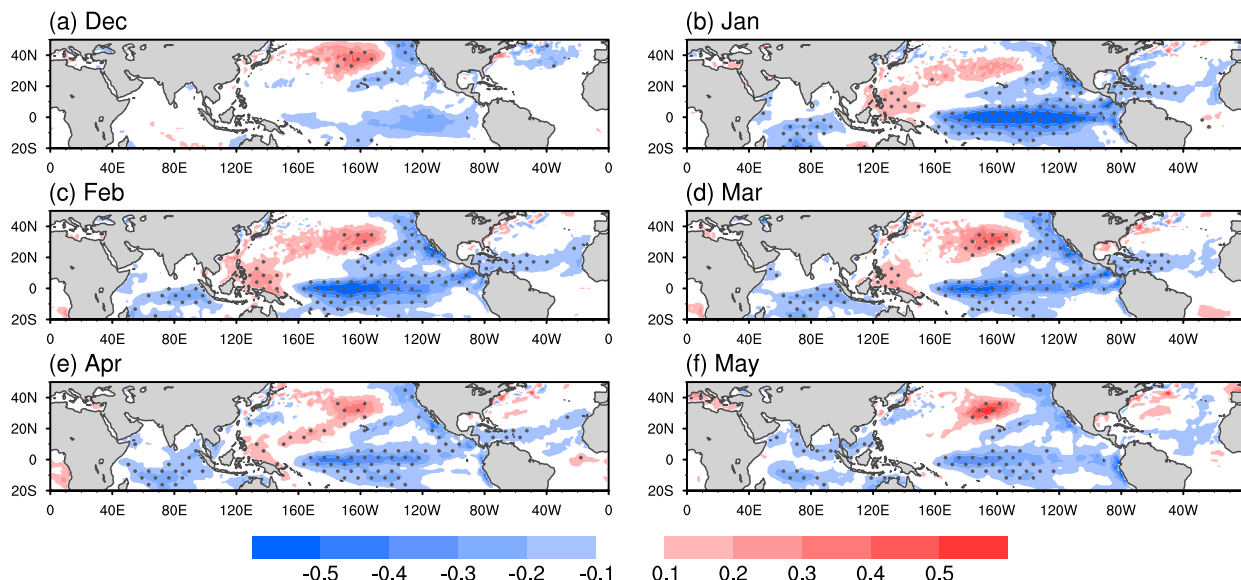 (a) Dec
(b) Jan
40N
20N
0
20S
0 40E 80E 120E 160E 160W 120W 80W 40W 0
40N
20N
0
20S
0 40E 80E 120E 160E 160W 120W 80W 40W
(c) Feb
(d) Mar
40N
20N
0
20S
0 40E 80E 120E 160E 160W 120W 80W 40W 0
40N
20N
0
20S
0 40E 80E 120E 160E 160W 120W 80W 40W
(e) Apr
(f) May
40N
20N
0
20S
0 40E 80E 120E 160E 160W 120W 80W 40W 0
40N
20N
0
20S
0 40E 80E 120E 160E 160W 120W 80W 40W
-0.5 -0.4 -0.3 -0.2 -0.1 0.1 0.2 0.3 0.4 0.5